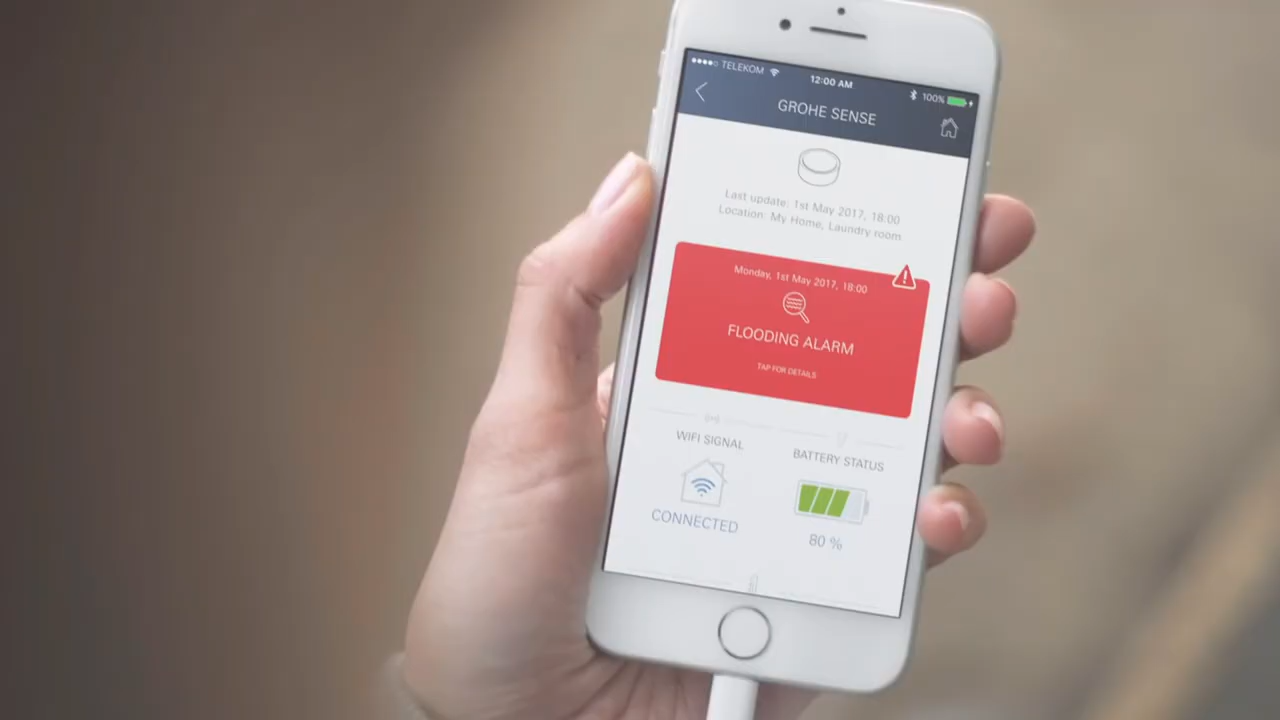 TELEKOM
12:00 AM
100%
GROHE SENSE
Last update: 1st May 2017, 18:00
Location: My Home, Laundry room
Monday, 1st May 2017, 18:00
FLOODING ALARM
TAP FOR DETAILS
WIFI SIGNAL
BATTERY STATUS
CONNECTED
80 %